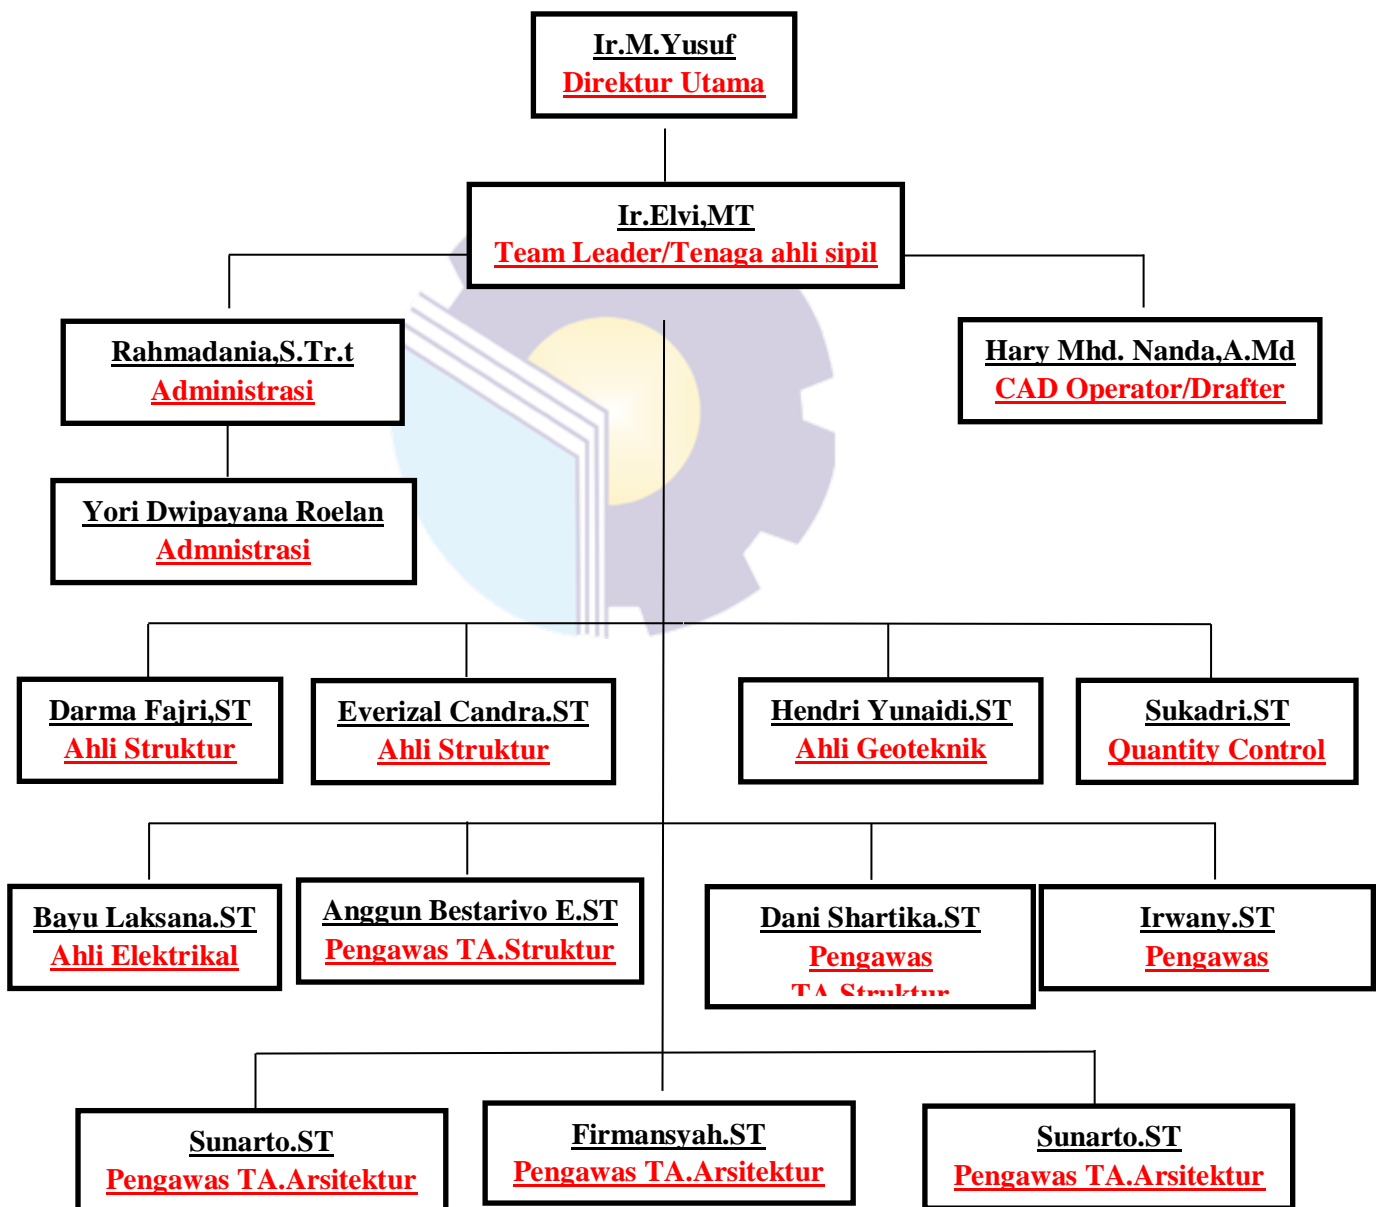 Ir.M.Yusuf
Direktur Utama
Ir.Elvi,MT
Team Leader/Tenaga ahli sipil
Rahmadania,S.Tr.t
Administrasi
Hary Mhd. Nanda,A.Md
CAD Operator/Drafter
Yori Dwipayana Roelan
Admnistrasi
Darma Fajri,ST
Ahli Struktur
Everizal Candra.ST
Ahli Struktur
Hendri Yunaidi.ST
Ahli Geoteknik
Sukadri.ST
Quantity Control
Bayu Laksana.ST
Ahli Elektrikal
Anggun Bestarivo E.ST
Pengawas TA.Struktur
Dani Shartika.ST
Pengawas
TA.Struktur
Irwany.ST
Pengawas
Sunarto.ST
Pengawas TA.Arsitektur
Firmansyah.ST
Pengawas TA.Arsitektur
Sunarto.ST
Pengawas TA.Arsitektur